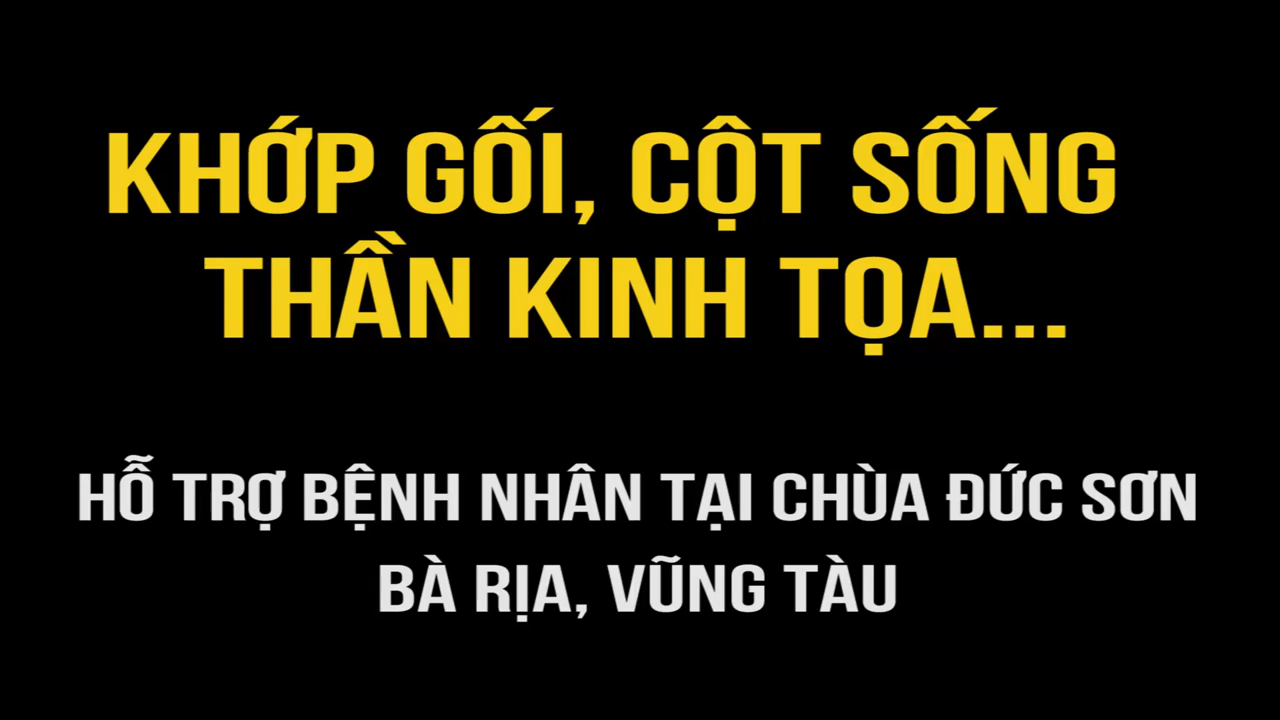 KHỚP GỐI, CỘT SỐNG
THẦN KINH TỌA...
HỖ TRỢ BỆNH NHÂN TẠI CHÙA ĐỨC SƠN
BÀ RỊA, VŨNG TÀU